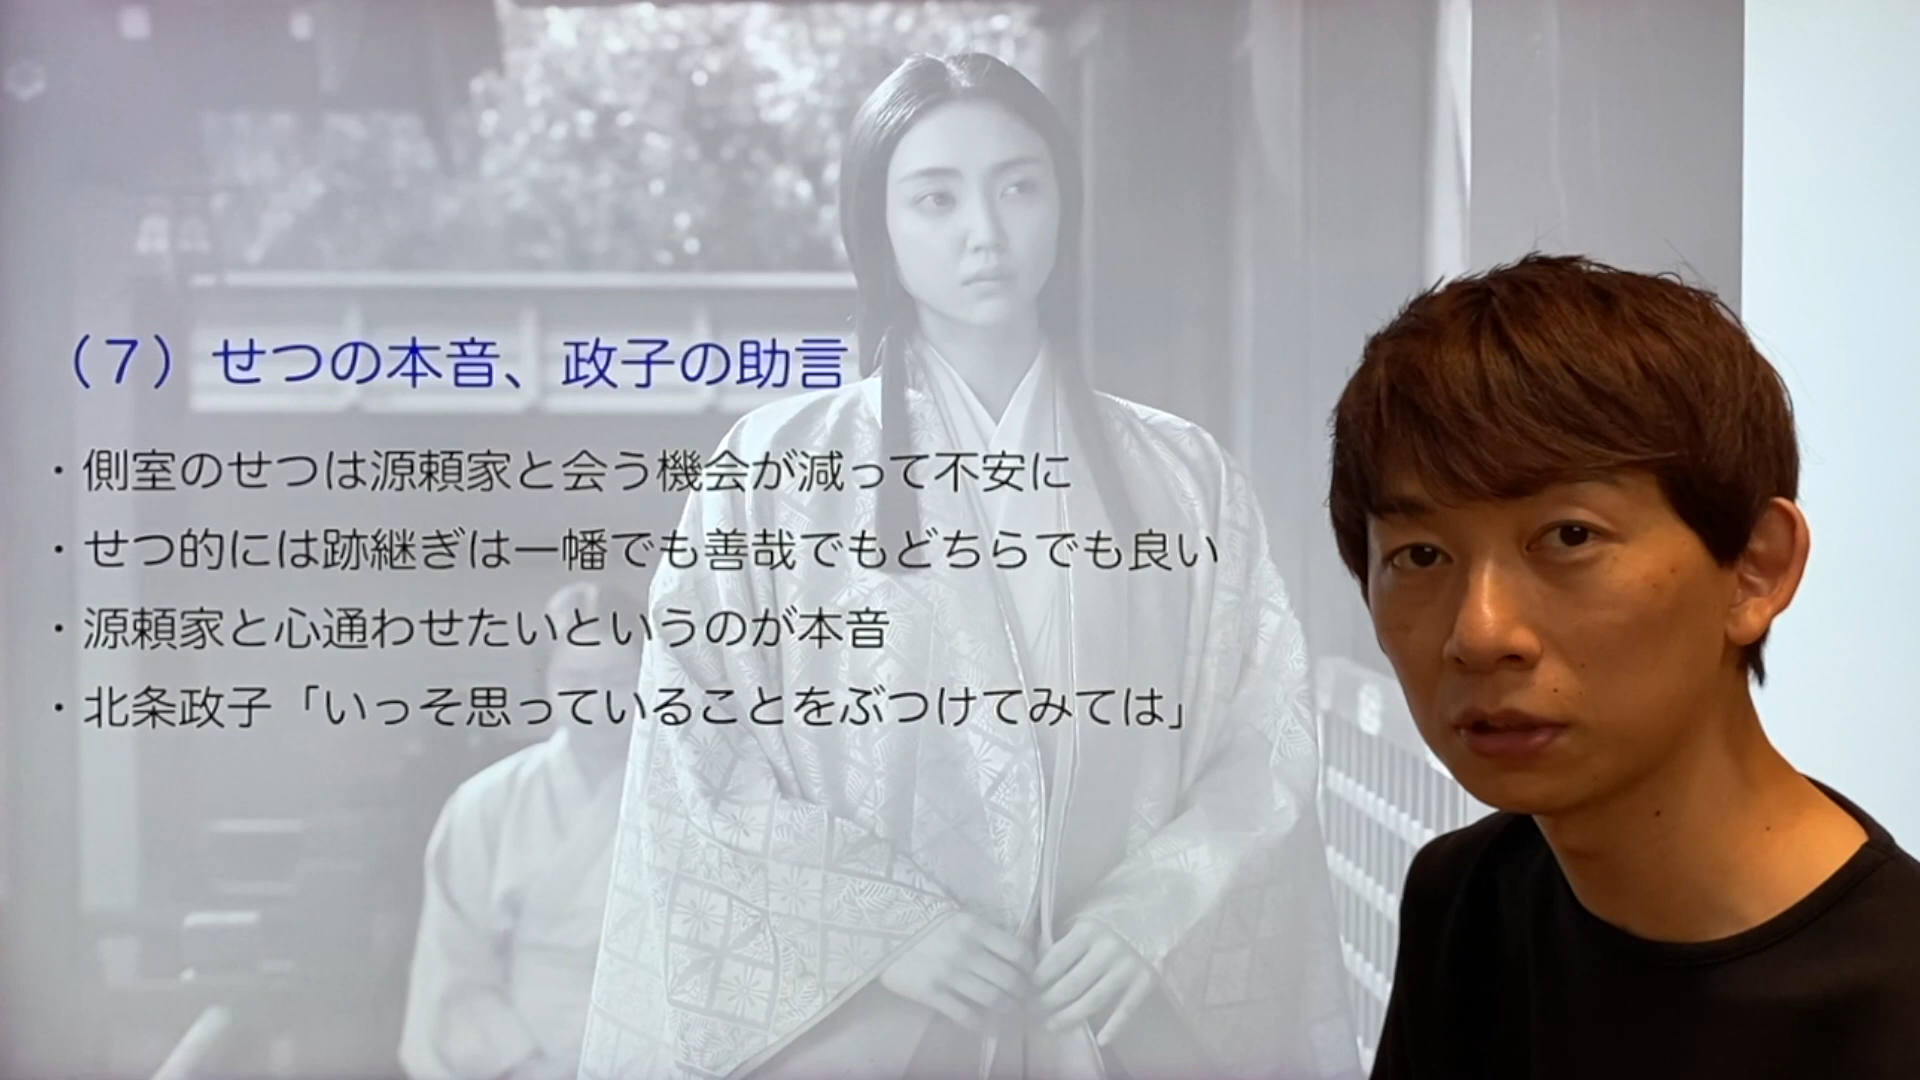 （７）せつの本音、政子の助言
・側室のせつは源頼家と会う機会が減って不安に
・せつ的には跡継ぎは一幡でも善哉でもどちらでも良い
・源頼家と心通わせたいというのが本音
・北条政子「いっそ思っていることをぶつけてみては」